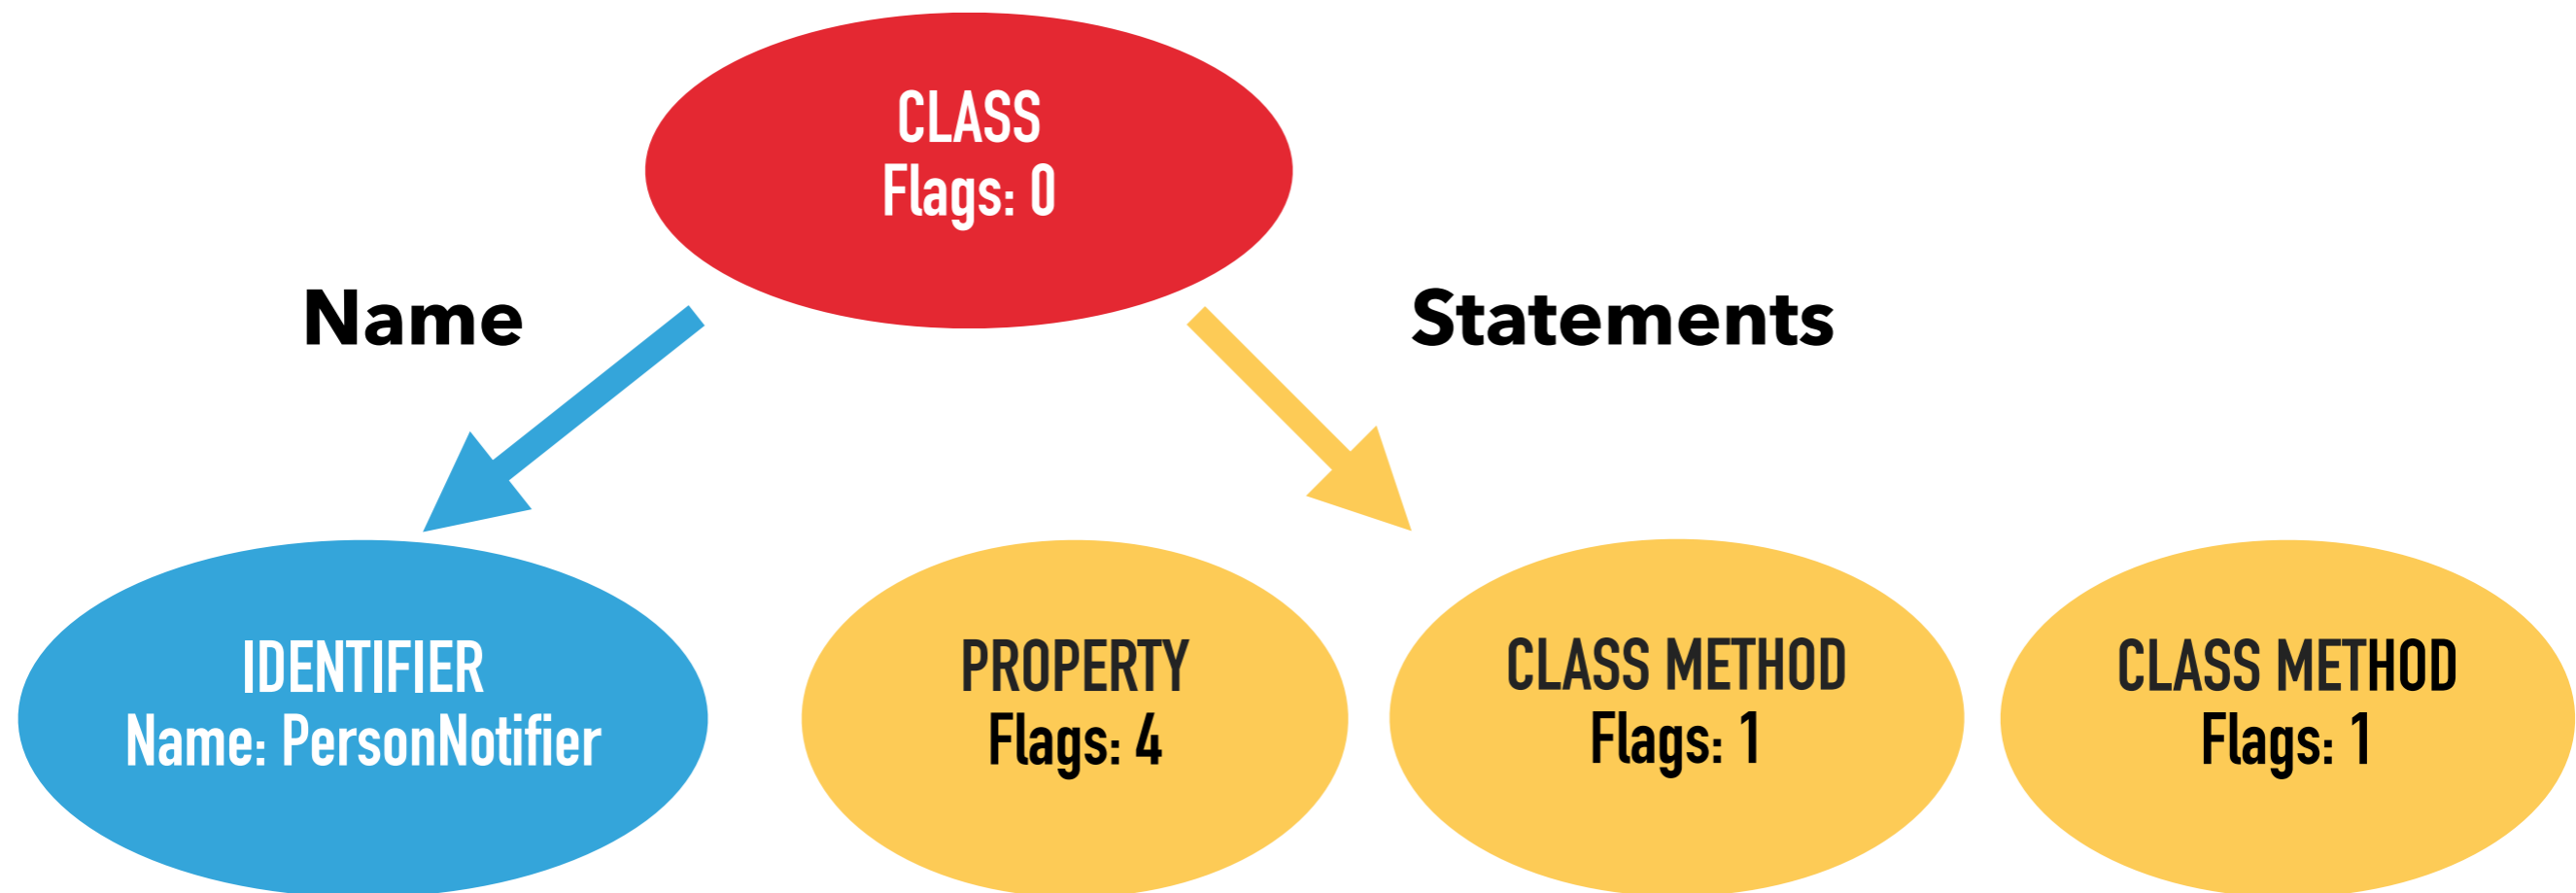 CLASS
Flags: 0
Name
Statements
IDENTIFIER
Name: PersonNotifier
PROPERTY
Flags: 4
CLASS METHOD
Flags: 1
CLASS METHOD
Flags: 1